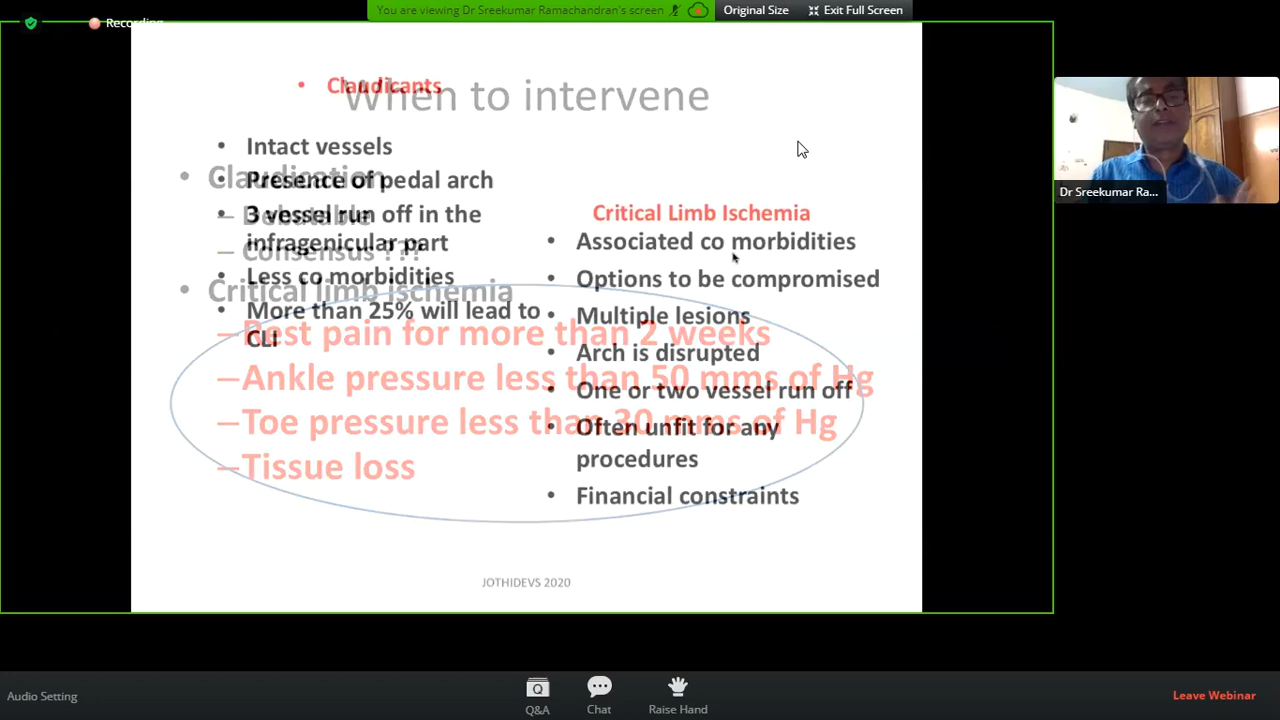 You are viewing Dr Sreekumar Ramachandran's screen
Original Size
Exit Full Screen
Recording
When to intervene
• Claudication
– Debatable
– Consensus ???
• Critical limb ischemia
– Rest pain for more than 2 weeks
– Ankle pressure less than 50 mms of Hg
– Toe pressure less than 30 mms of Hg
– Tissue loss
• Claudicants
• Intact vessels
• Presence of pedal arch
• 3 vessel run off in the
infragenicular part
• Less co morbidities
• More than 25% will lead to
CLI
Critical Limb Ischemia
• Associated co morbidities
• Options to be compromised
• Multiple lesions
• Arch is disrupted
• One or two vessel run off
• Often unfit for any
procedures
• Financial constraints
JOTHIDEVS 2020
Dr Sreekumar Ra...
Audio Setting
Q&A
Chat
Raise Hand
Leave Webinar